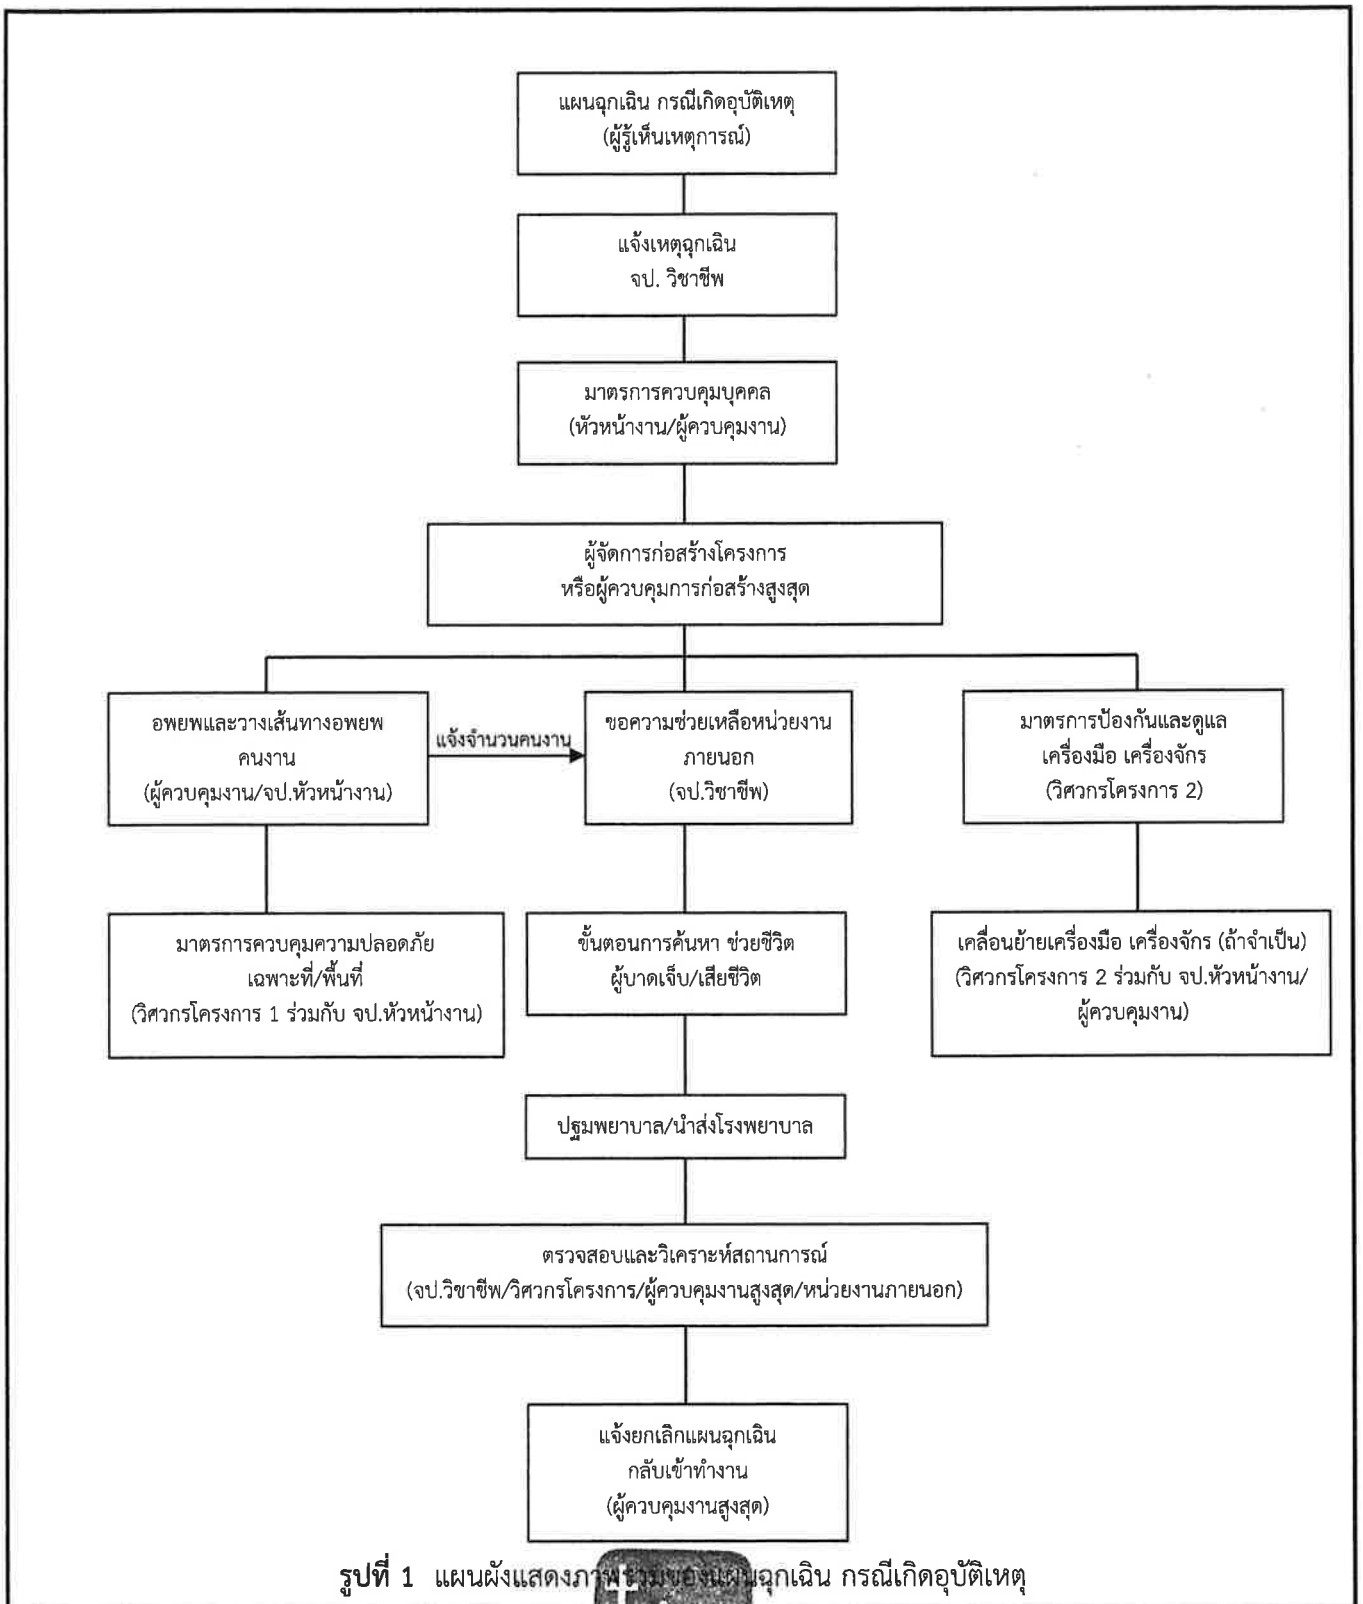 แผนฉุกเฉิน กรณีเกิดอุบัติเหตุ
(ผู้รู้เห็นเหตุการณ์)
แจ้งเหตุฉุกเฉิน
จป. วิชาชีพ
มาตรการควบคุมบุคคล
(หัวหน้างาน/ผู้ควบคุมงาน)
ผู้จัดการก่อสร้างโครงการ
หรือผู้ควบคุมการก่อสร้างสูงสุด
อพยพและวางเส้นทางอพยพ
คนงาน
(ผู้ควบคุมงาน/จป.หัวหน้างาน)
แจ้งจำนวนคนงาน
ขอความช่วยเหลือหน่วยงาน
ภายนอก
(จป.วิชาชีพ)
มาตรการป้องกันและดูแล
เครื่องมือ เครื่องจักร
(วิศวกรโครงการ 2)
มาตรการควบคุมความปลอดภัย
เฉพาะที่/พื้นที่
(วิศวกรโครงการ 1 ร่วมกับ จป.หัวหน้างาน)
ขั้นตอนการค้นหา ช่วยชีวิต
ผู้บาดเจ็บ/เสียชีวิต
เคลื่อนย้ายเครื่องมือ เครื่องจักร (ถ้าจำเป็น)
(วิศวกรโครงการ 2 ร่วมกับ จป.หัวหน้างาน/
ผู้ควบคุมงาน)
ปฐมพยาบาล/นำส่งโรงพยาบาล
ตรวจสอบและวิเคราะห์สถานการณ์
(จป.วิชาชีพ/วิศวกรโครงการ/ผู้ควบคุมงานสูงสุด/หน่วยงานภายนอก)
แจ้งยกเลิกแผนฉุกเฉิน
กลับเข้าทำงาน
(ผู้ควบคุมงานสูงสุด)
รูปที่ 1 แผนผังแสดงภาพรวมของแผนฉุกเฉิน กรณีเกิดอุบัติเหตุ